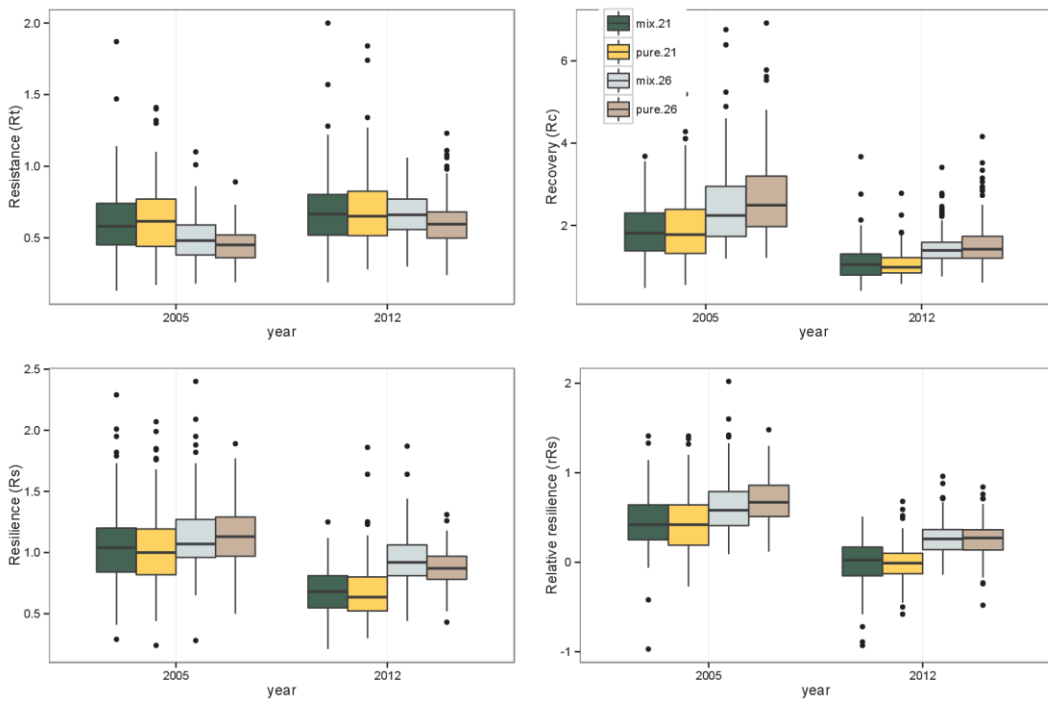 2.0
1.5
1.0
0.5
Resistance (Rt)
2005
2012
year
6
4
2
Recovery (Rc)
mix.21
pure.21
mix.26
pure.26
2005
2012
year
2.5
2.0
1.5
1.0
0.5
Resilience (Rs)
2005
2012
year
2
1
0
-1
Relative resilience (rRs)
2005
2012
year